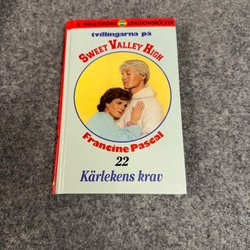 B. WAHLSTRÖMS UNGDOMSBÖCKER
tvillingarna på
SWEET VALLEY HIGH
Francine Pascal
22
Kärlekens krav